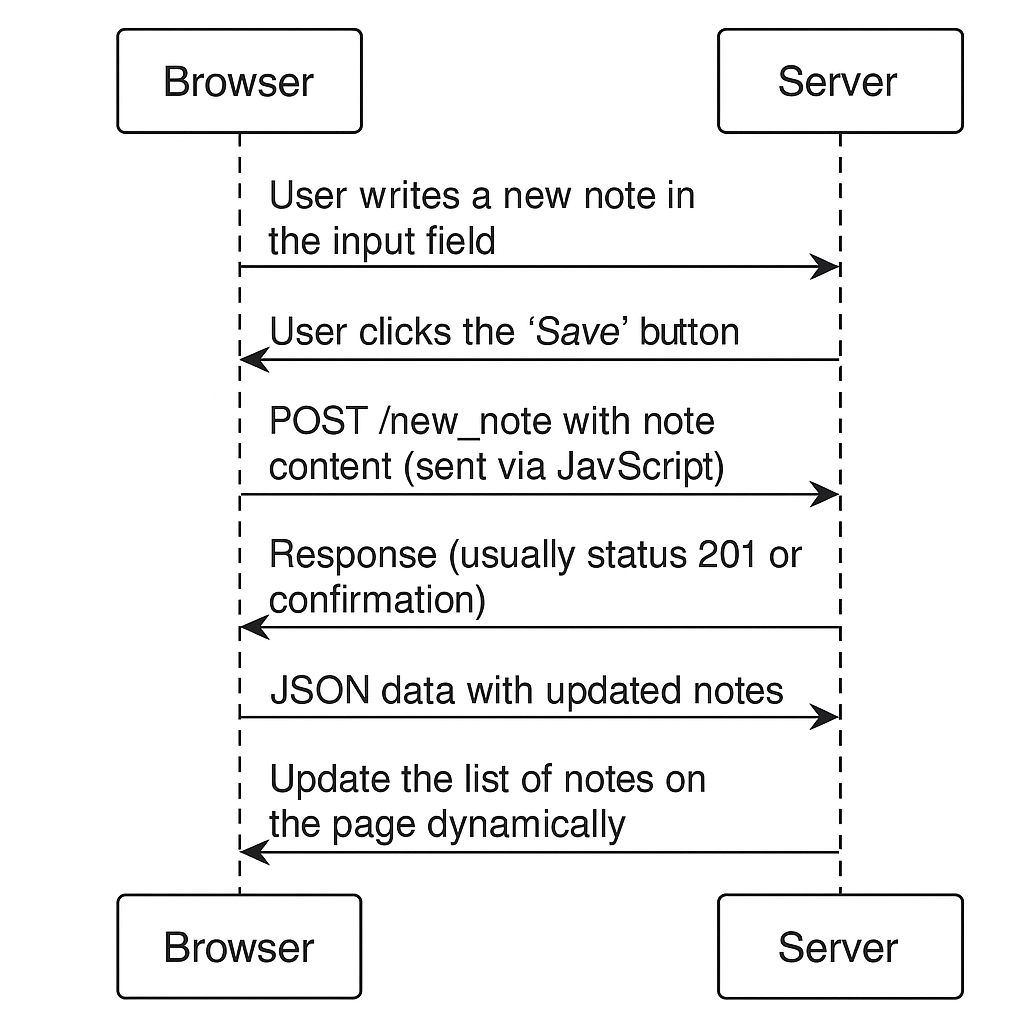 Browser
Server
User writes a new note in
the input field
User clicks the ‘Save’ button
POST /new_note with note
content (sent via JavScript)
Response (usually status 201 or
confirmation)
JSON data with updated notes
Update the list of notes on
the page dynamically
Browser
Server